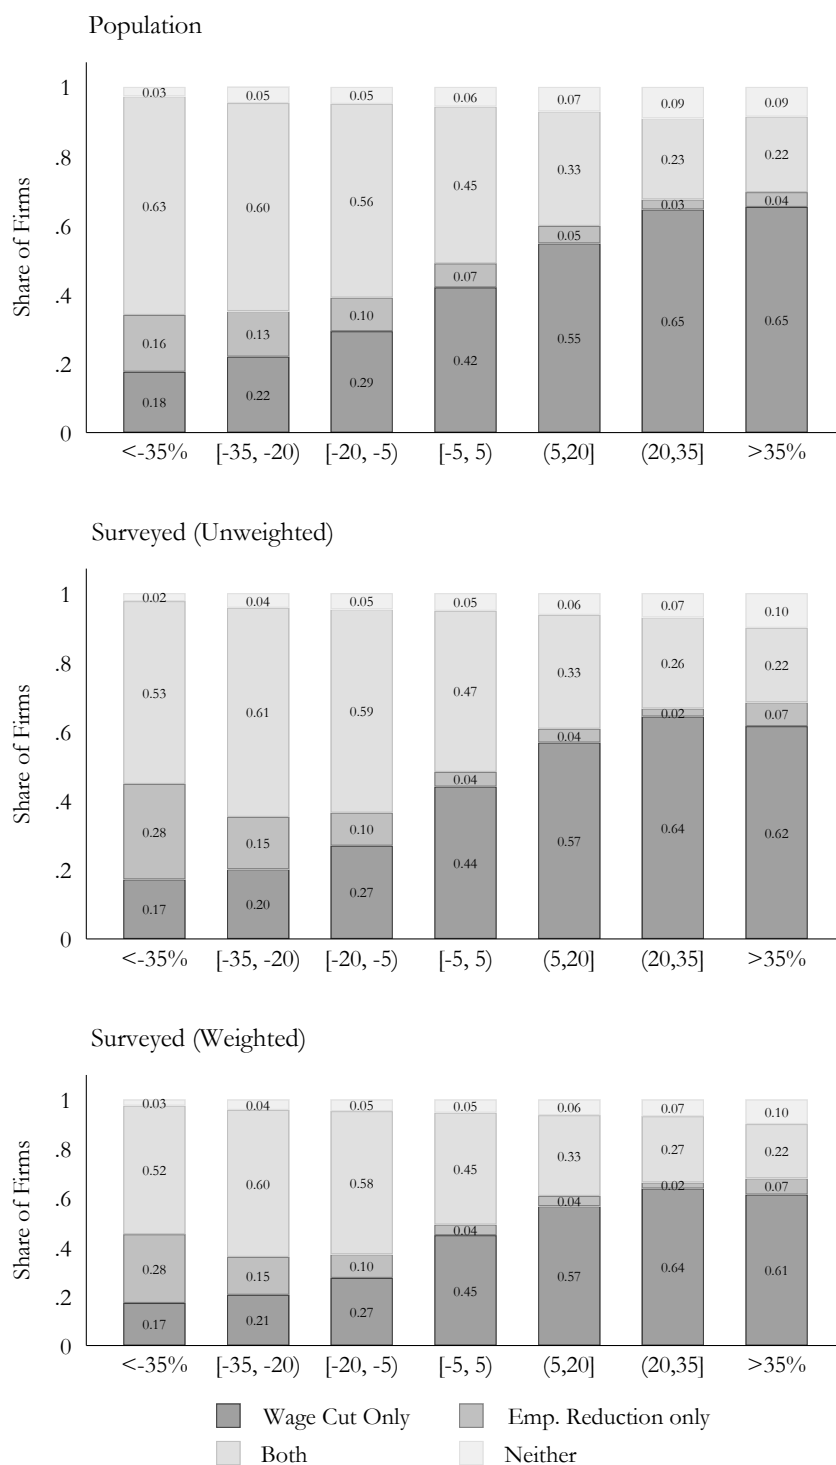 Population
Share of Firms
1
.8
.6
.4
.2
0
0.03 0.05 0.05 0.06 0.07 0.09 0.09
0.63 0.60 0.56 0.45 0.33 0.23 0.22
0.16 0.13 0.10 0.07 0.05 0.03 0.04
0.18 0.22 0.29 0.42 0.55 0.65 0.65
<-35% [-35, -20) [-20, -5) [-5, 5) (5,20] (20,35] >35%
Surveyed (Unweighted)
Share of Firms
1
.8
.6
.4
.2
0
0.02 0.04 0.05 0.05 0.06 0.07 0.10
0.53 0.61 0.59 0.47 0.33 0.26 0.22
0.28 0.15 0.10 0.04 0.04 0.02 0.07
0.17 0.20 0.27 0.44 0.57 0.64 0.62
<-35% [-35, -20) [-20, -5) [-5, 5) (5,20] (20,35] >35%
Surveyed (Weighted)
Share of Firms
1
.8
.6
.4
.2
0
0.03 0.04 0.05 0.05 0.06 0.07 0.10
0.52 0.60 0.58 0.45 0.33 0.27 0.22
0.28 0.15 0.10 0.04 0.04 0.02 0.07
0.17 0.21 0.27 0.45 0.57 0.64 0.61
<-35% [-35, -20) [-20, -5) [-5, 5) (5,20] (20,35] >35%
Wage Cut Only Emp. Reduction only
Both Neither